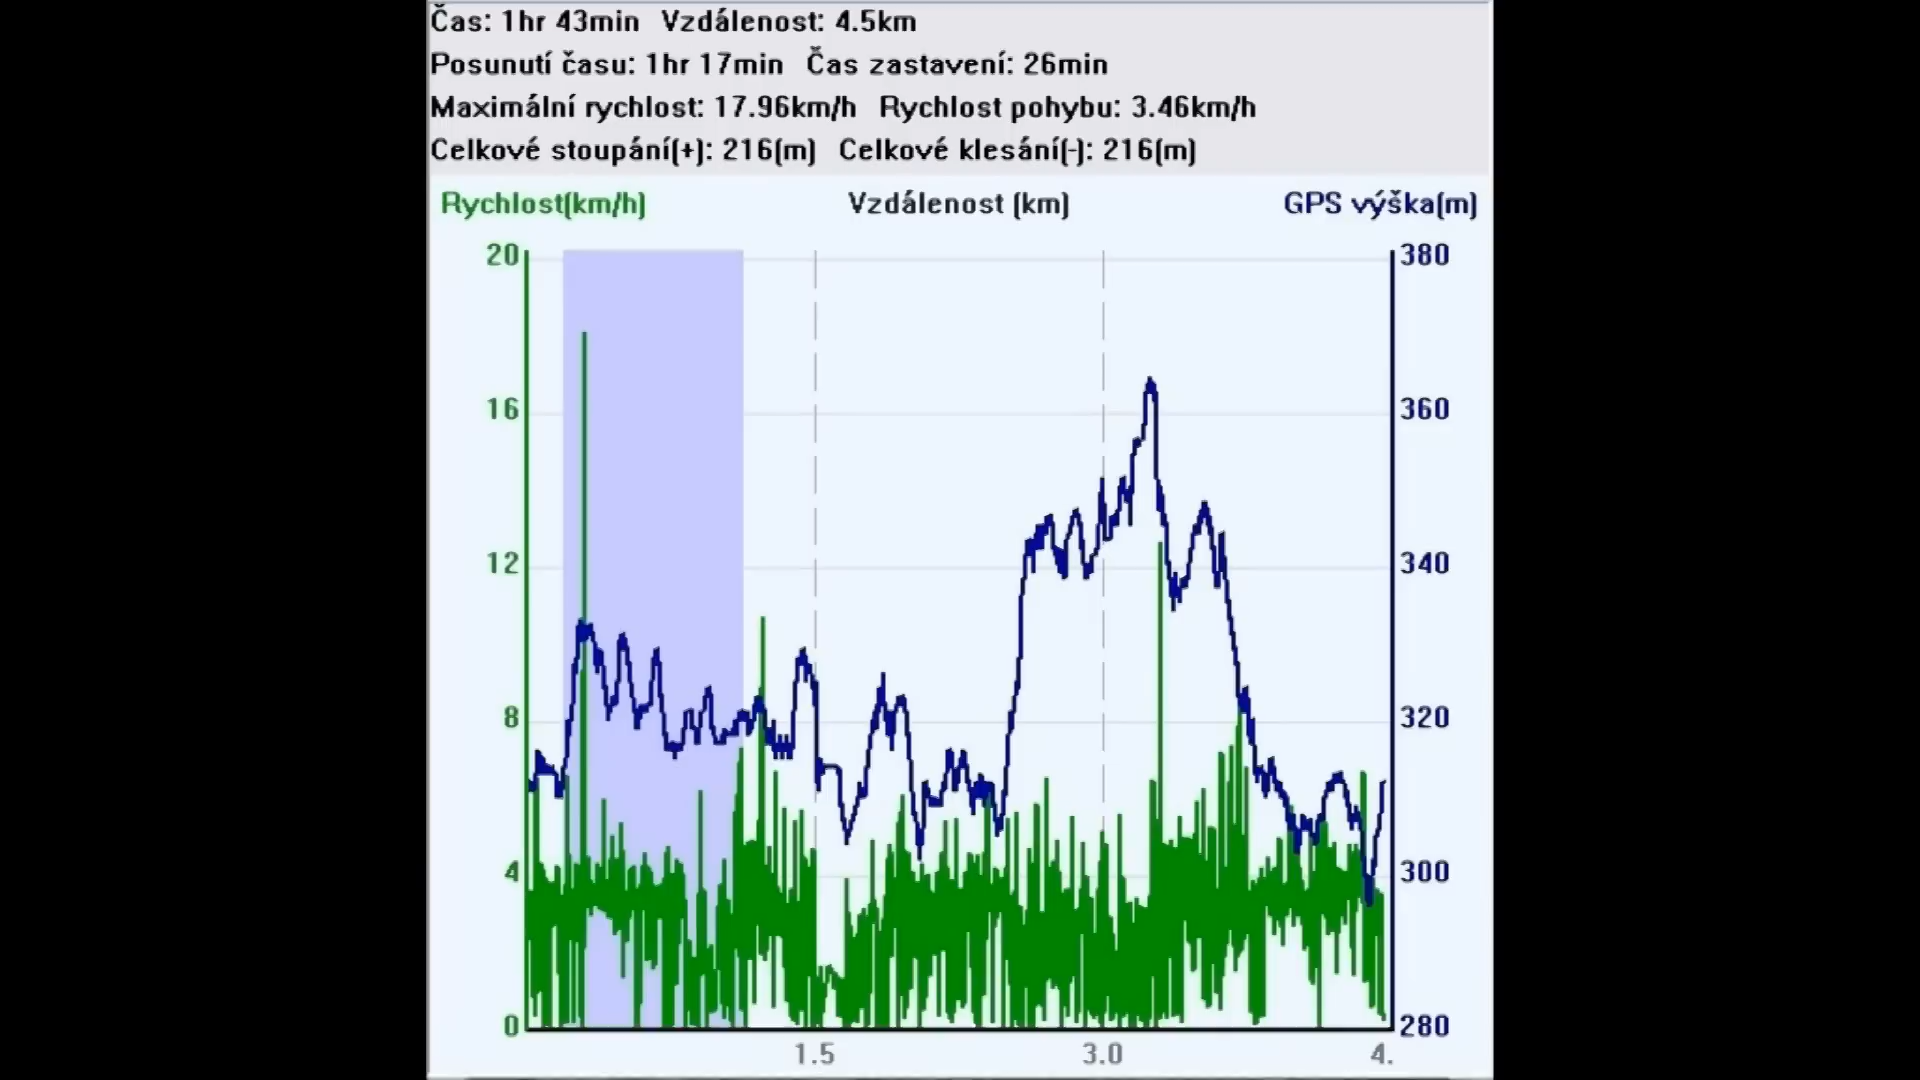 Čas: 1hr 43min Vzdálenost: 4.5km
Posunutí času: 1hr 17min Čas zastavení: 26min
Maximální rychlost: 17.96km/h Rychlost pohybu: 3.46km/h
Celkové stoupání(+): 216(m) Celkové klesání(-): 216(m)
Rychlost(km/h) Vzdálenost (km) GPS výška(m)
20 380
16 360
12 340
8 320
4 300
0 280
1.5 3.0 4.